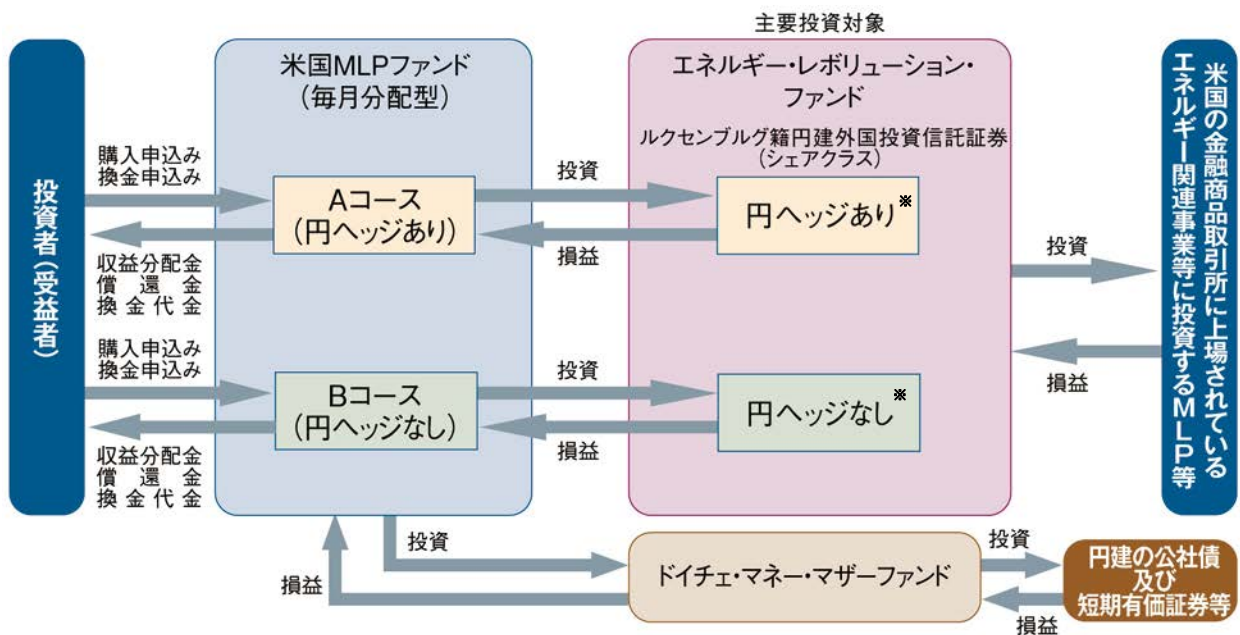 主要投資対象
投資者(受益者)
購入申込み
換金申込み
収益分配金
償還金
換金代金
購入申込み
換金申込み
収益分配金
償還金
換金代金
米国MLPファンド
(毎月分配型)
Aコース
(円ヘッジあり)
Bコース
(円ヘッジなし)
投資
損益
投資
損益
エネルギー・レボリューション・
ファンド
ルクセンブルグ籍円建外国投資信託証券
(シェアクラス)
円ヘッジあり※
円ヘッジなし※
投資
損益
米国の金融商品取引所に上場されている
エネルギー関連事業等に投資するMLP等
投資
損益
ドイチェ・マネー・マザーファンド
投資
損益
円建の公社債
及び
短期有価証券等